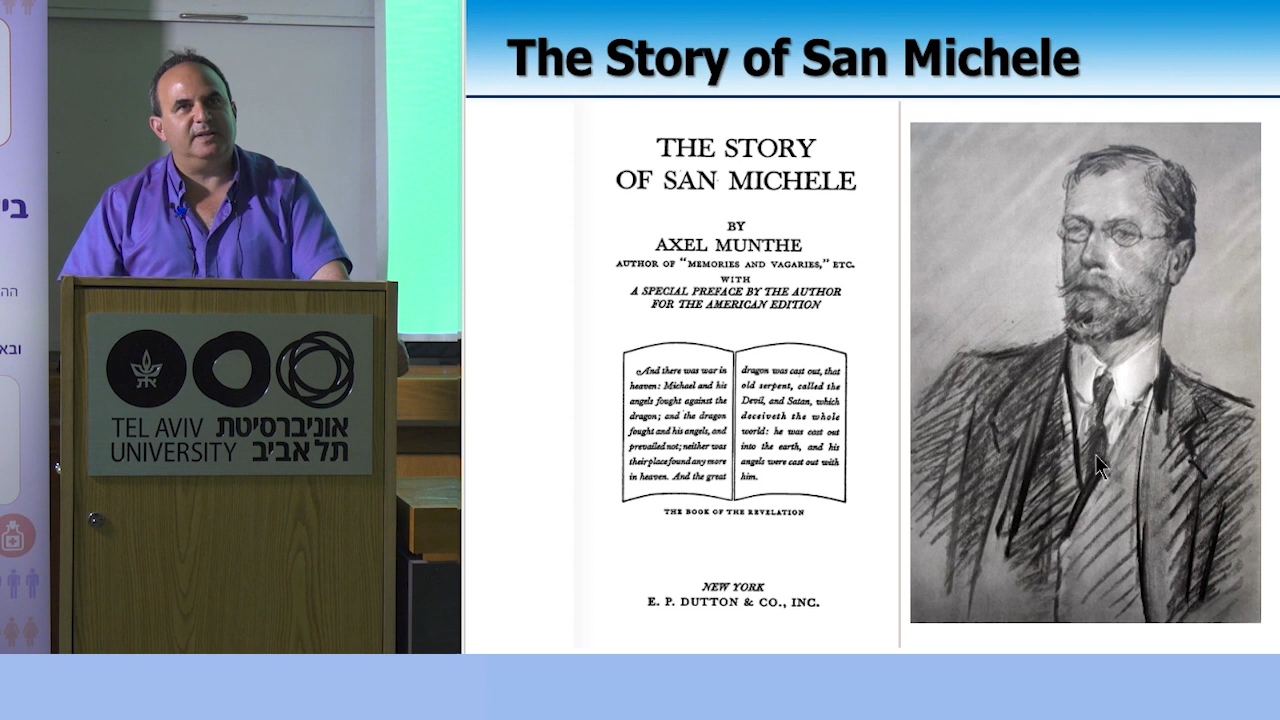 The Story of San Michele
THE STORY
OF SAN MICHELE
BY
AXEL MUNTHE
AUTHOR OF "MEMORIES AND VAGARIES," ETC.
WITH
A SPECIAL PREFACE BY THE AUTHOR
FOR THE AMERICAN EDITION
And there was war in
heaven: Michael and his
angels fought against the
dragon; and the dragon
fought and his angels, and
prevailed not; neither was
their place found any more
in heaven. And the great
dragon was cast out, that
old serpent, called the
Devil, and Satan, which
deceiveth the whole
world: he was cast out
into the earth, and his
angels were cast out with
him.
THE BOOK OF THE REVELATION
NEW YORK
E. P. DUTTON & CO., INC.
TEL AVIV אוניברסיטת
UNIVERSITY תל אביב